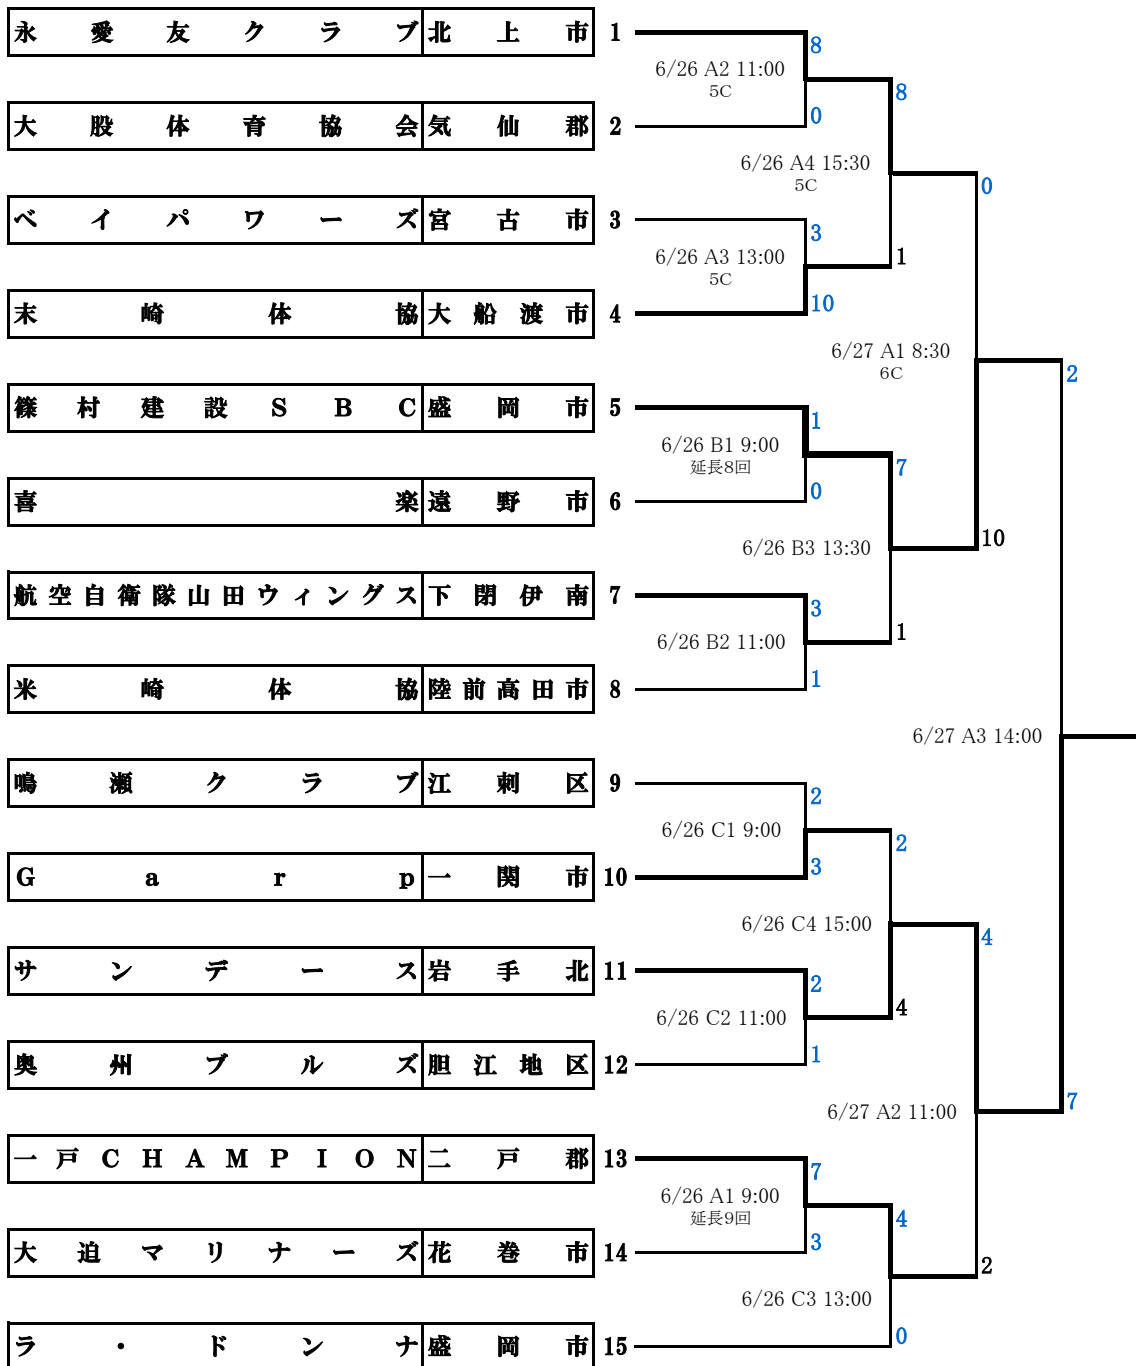 永愛友クラブ 北上市 1
8
6/26 A2 11:00
5C
8
0
大股体育協会 気仙郡 2
6/26 A4 15:30
5C
0
ベイパワーズ 宮古市 3
3
6/26 A3 13:00
5C
1
10
末崎体協 大船渡市 4
6/27 A1 8:30
6C
2
篠村建設SBC 盛岡市 5
1
6/26 B1 9:00
延長8回
7
0
喜楽 遠野市 6
6/26 B3 13:30
10
航空自衛隊山田ウィングス 下閉伊南 7
3
6/26 B2 11:00
1
1
米崎体協 陸前高田市 8
6/27 A3 14:00
鳴瀬クラブ 江刺区 9
2
6/26 C1 9:00
2
3
Garp 一関市 10
6/26 C4 15:00
4
サンデース 岩手北 11
2
6/26 C2 11:00
4
1
奥州ブルズ 胆江地区 12
6/27 A2 11:00
7
一戸CHAMPION 二戸郡 13
7
6/26 A1 9:00
延長9回
4
3
大迫マリナーズ 花巻市 14
2
6/26 C3 13:00
0
ラ・ドンナ 盛岡市 15